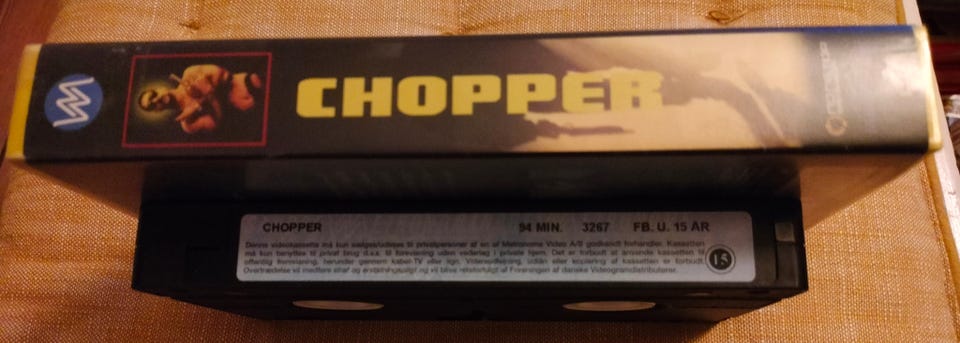 CHOPPER
CHOPPER 94 MIN. 3267 FB. U. 15 ÅR
Denne videokassette må kun sælges/udlejes til privatpersoner af en af Metronome Video A/S godkendt forhandler. Kassetten
må kun benyttes til privat brug d.v.s. til forevisning uden vederlag i private hjem. Det er forbudt at anvende kassetten til
offentlig forevisning, herunder gennem kabel-TV eller lign. Videreudlejning, udlån eller kopiering af kassetten er forbudt.
Overtrædelse vil medføre straf og erstatningsansvar og vil blive retsforfulgt af Foreningen af danske Videogramdistributører.
15